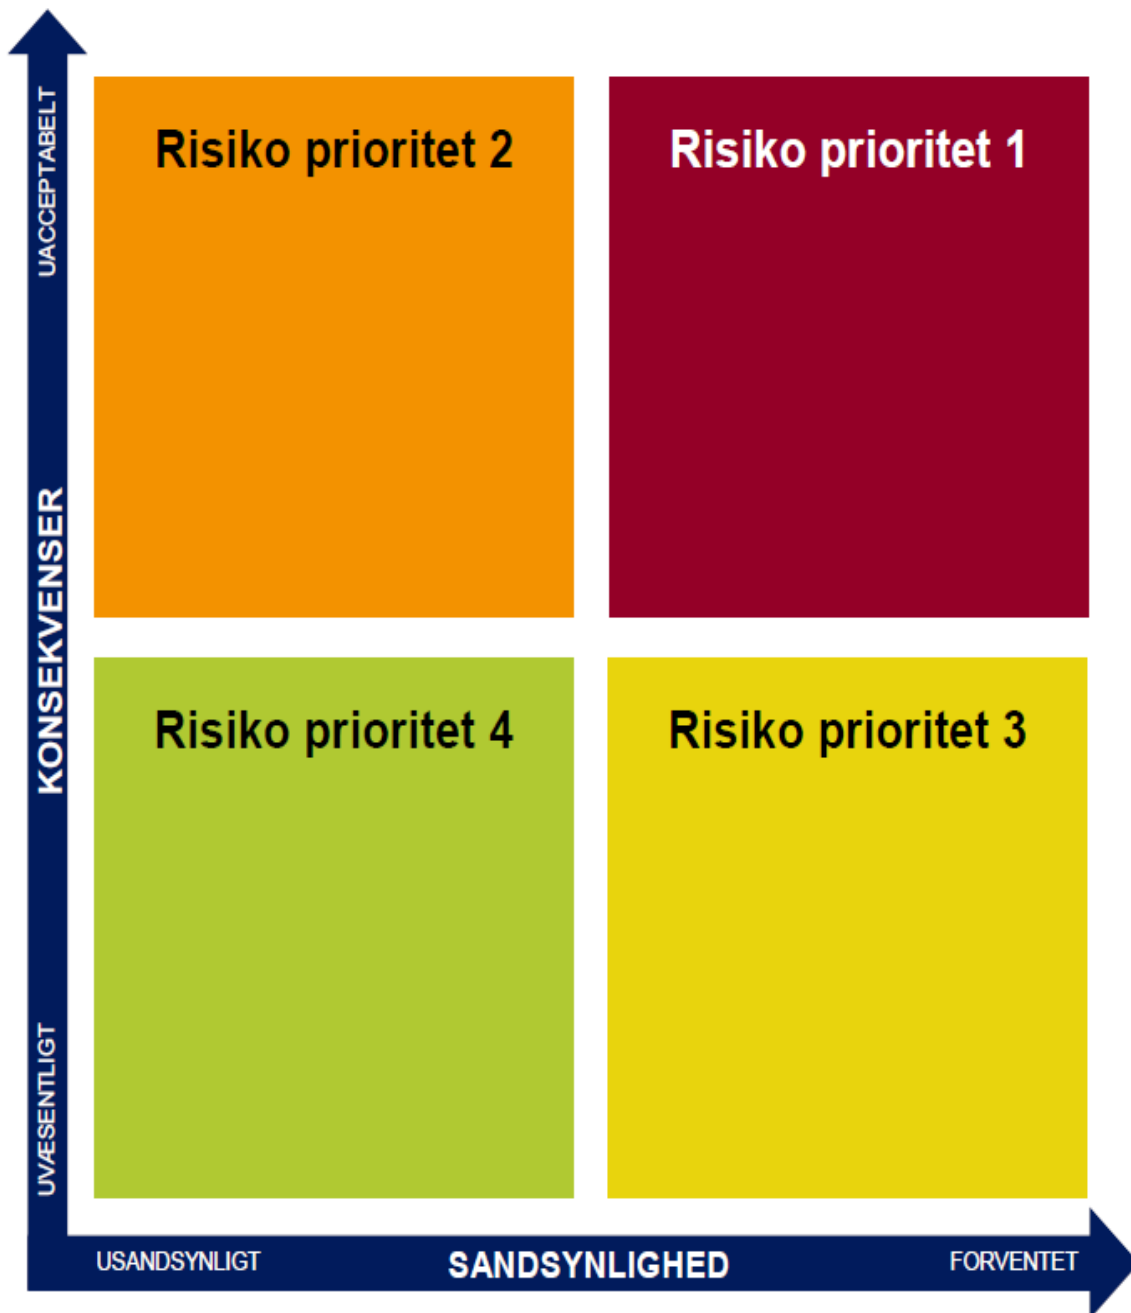 UACCEPTABELT
KONSEKVENSER
UVÆSENTLIGT
Risiko prioritet 2
Risiko prioritet 1
Risiko prioritet 4
Risiko prioritet 3
USANDSYNLIGT
SANDSYNLIGHED
FORVENTET